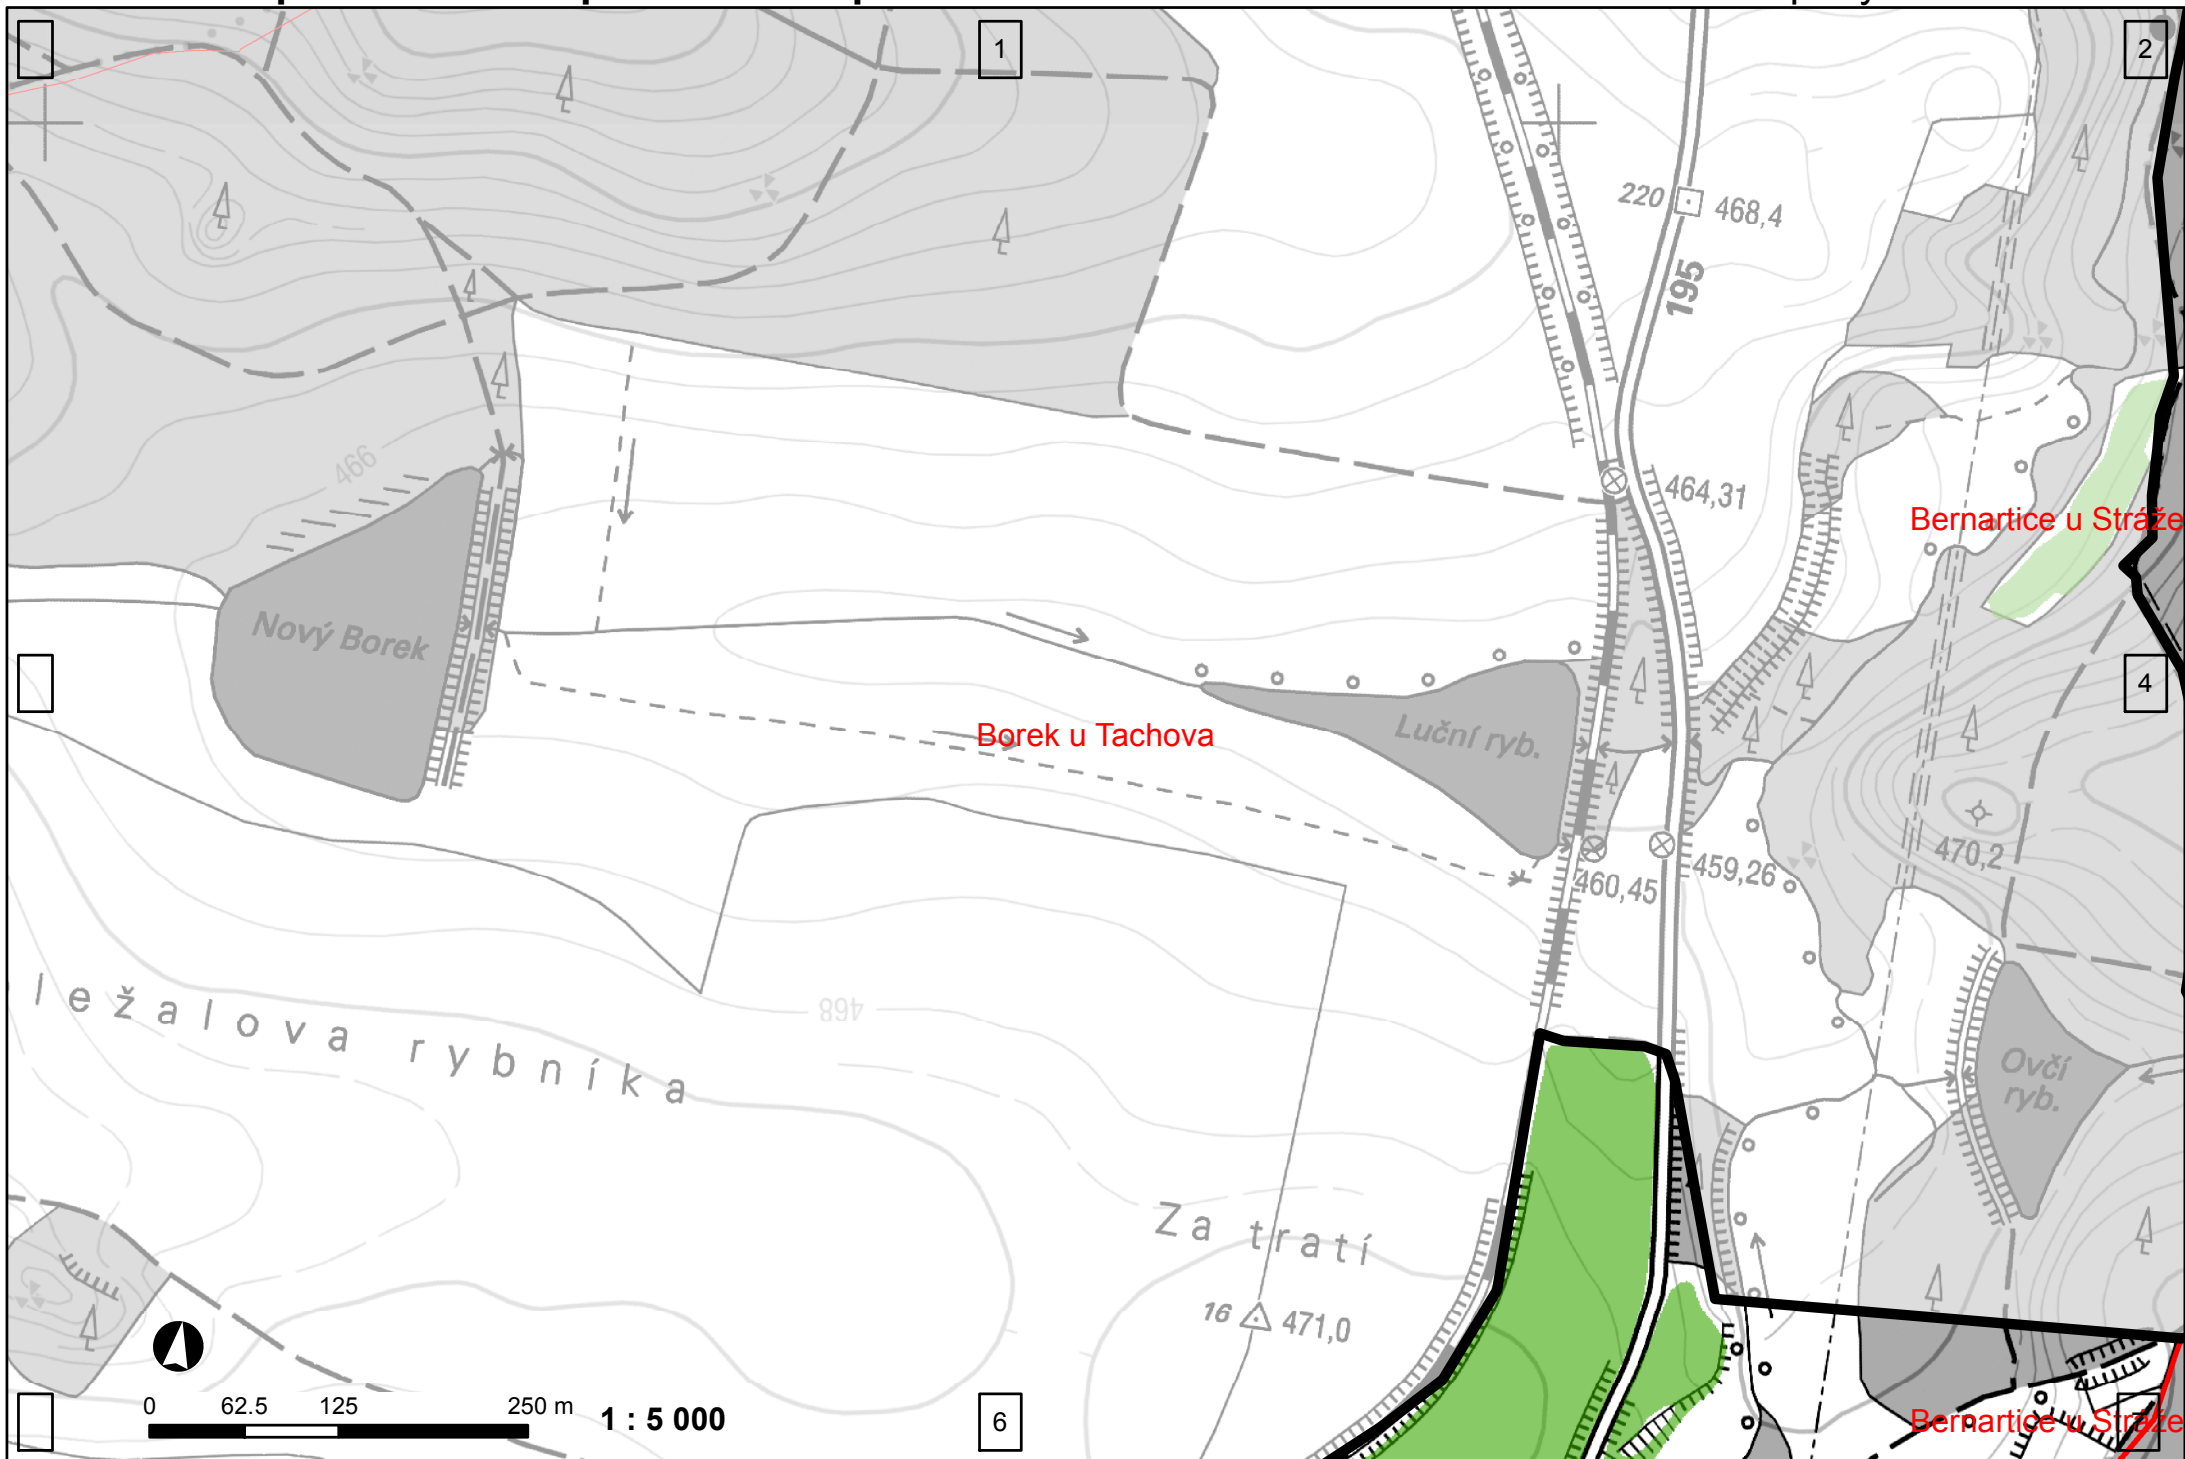 1
2
220
468,4
195
466
464,31
Bernartice u Stráže
Nový Borek
4
Borek u Tachova
Luční ryb.
470,2
459,26
460,45
ležalova rybníka
468
Ovčí
ryb.
Za tratí
16
471,0
0
62.5
125
250 m
1 : 5 000
6
Bernartice u Stráže